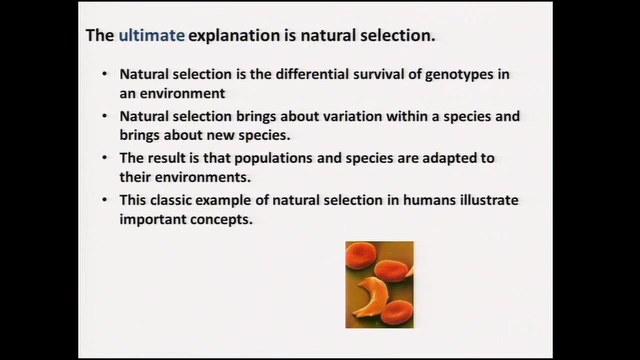 The ultimate explanation is natural selection.
• Natural selection is the differential survival of genotypes in
an environment
• Natural selection brings about variation within a species and
brings about new species.
• The result is that populations and species are adapted to
their environments.
• This classic example of natural selection in humans illustrate
important concepts.